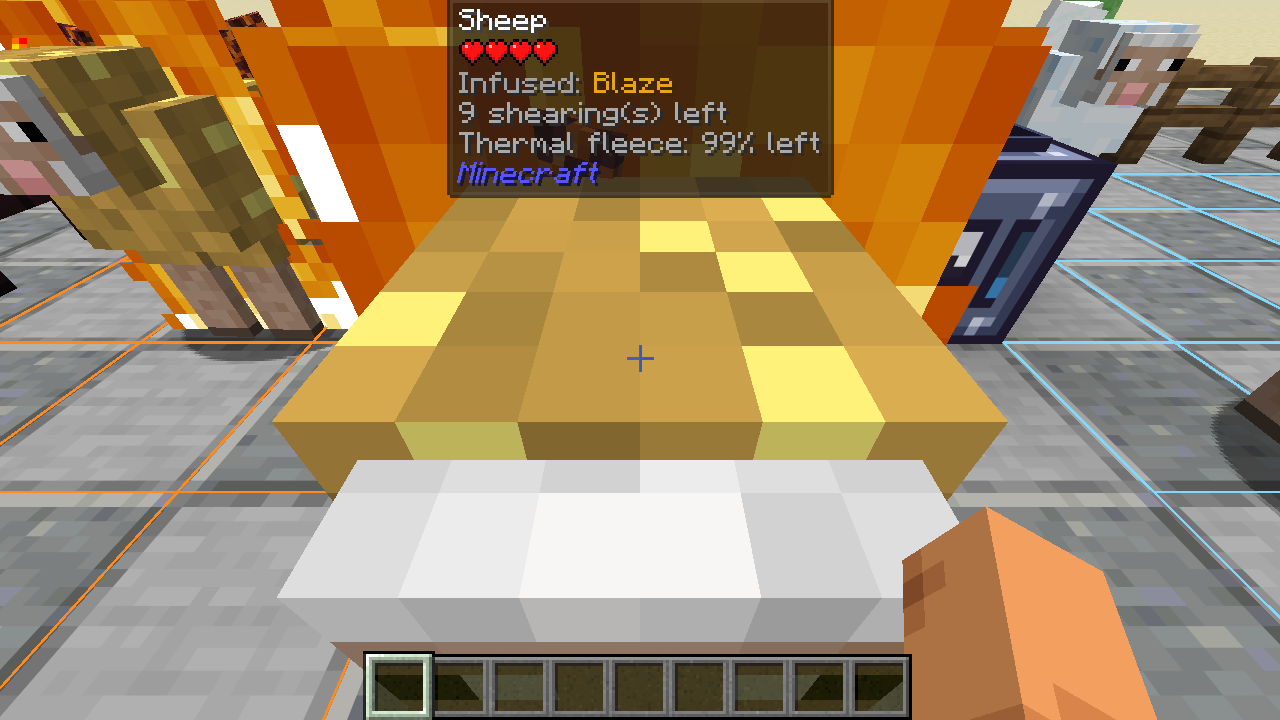 Sheep
Infused: Blaze
9 shearing(s) left
Thermal fleece: 99% left
Minecraft